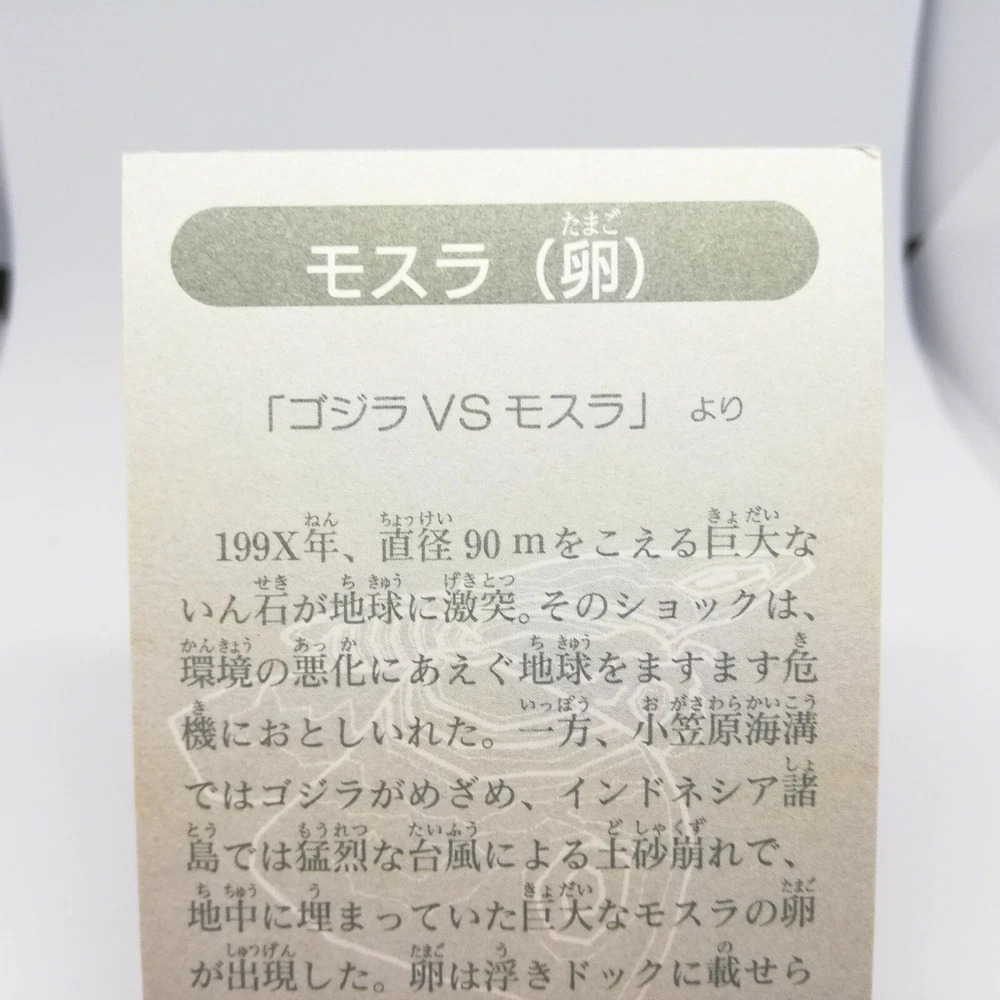 モスラ（卵）
「ゴジラVSモスラ」 より
199X年、直径90mをこえる巨大な
いん石が地球に激突。そのショックは、
環境の悪化にあえぐ地球をますます危
機におとしいれた。一方、小笠原海溝
ではゴジラがめざめ、インドネシア諸
島では猛烈な台風による土砂崩れで、
地中に埋まっていた巨大なモスラの卵
が出現した。卵は浮きドックに載せら